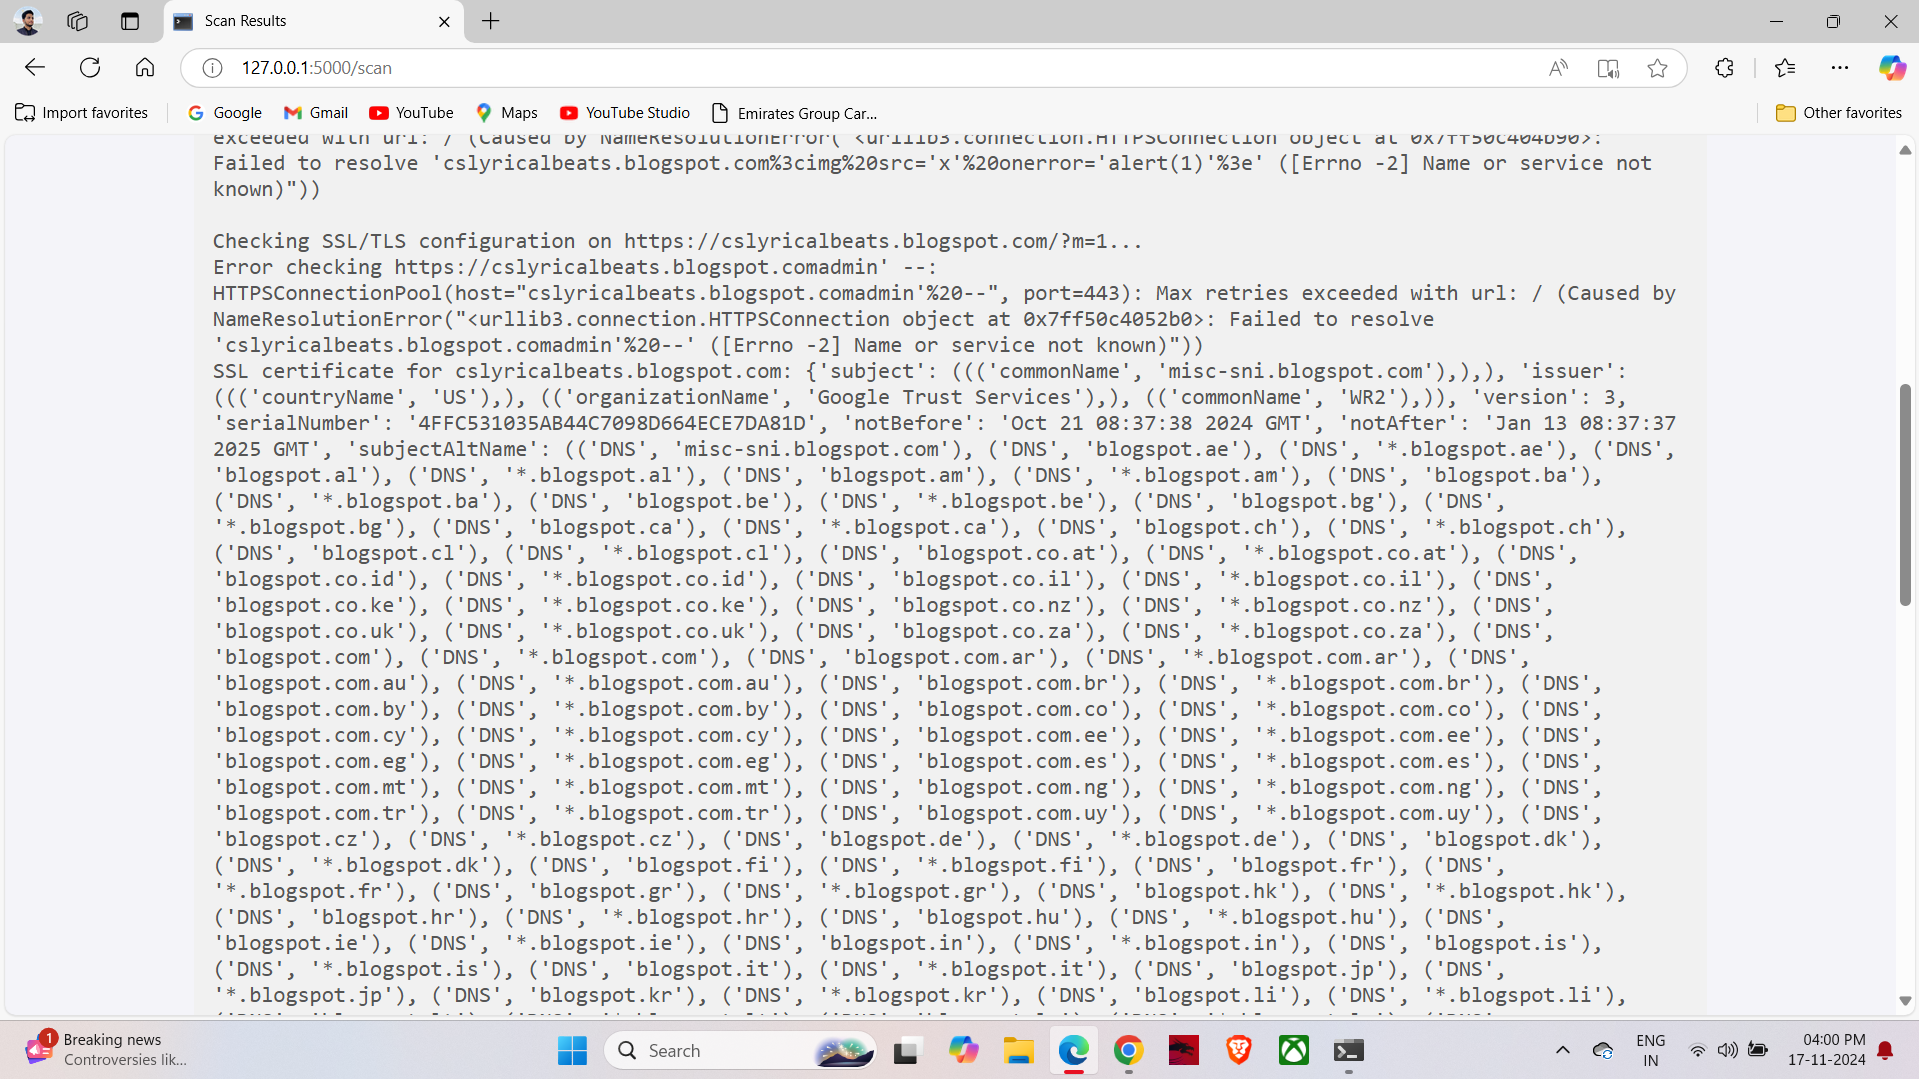 Scan Results
127.0.0.1:5000/scan
Import favorites
Google
Gmail
YouTube
Maps
YouTube Studio
Emirates Group Car...
Other favorites
exceeded with url: / (Caused by NameResolutionError("<urllib3.connection.HTTPSConnection object at 0x7ff50c404b90>:
Failed to resolve 'cslyricalbeats.blogspot.com%3cimg%20src='x'%20onerror='alert(1)'%3e' ([Errno -2] Name or service not
known)"))
Checking SSL/TLS configuration on https://cslyricalbeats.blogspot.com/?m=1...
Error checking https://cslyricalbeats.blogspot.comadmin' --:
HTTPSConnectionPool(host="cslyricalbeats.blogspot.comadmin'%20--", port=443): Max retries exceeded with url: / (Caused by
NameResolutionError("<urllib3.connection.HTTPSConnection object at 0x7ff50c4052b0>: Failed to resolve
'cslyricalbeats.blogspot.comadmin'%20--' ([Errno -2] Name or service not known)"))
SSL certificate for cslyricalbeats.blogspot.com: {'subject': ((('commonName', 'misc-sni.blogspot.com'),),), 'issuer':
((('countryName', 'US'),), (('organizationName', 'Google Trust Services'),), (('commonName', 'WR2'),)), 'version': 3,
'serialNumber': '4FFC531035AB44C7098D664ECE7DA81D', 'notBefore': 'Oct 21 08:37:38 2024 GMT', 'notAfter': 'Jan 13 08:37:37
2025 GMT', 'subjectAltName': (('DNS', 'misc-sni.blogspot.com'), ('DNS', 'blogspot.ae'), ('DNS', '*.blogspot.ae'), ('DNS',
'blogspot.al'), ('DNS', '*.blogspot.al'), ('DNS', 'blogspot.am'), ('DNS', '*.blogspot.am'), ('DNS', 'blogspot.ba'),
('DNS', '*.blogspot.ba'), ('DNS', 'blogspot.be'), ('DNS', '*.blogspot.be'), ('DNS', 'blogspot.bg'), ('DNS',
'*.blogspot.bg'), ('DNS', 'blogspot.ca'), ('DNS', '*.blogspot.ca'), ('DNS', 'blogspot.ch'), ('DNS', '*.blogspot.ch'),
('DNS', 'blogspot.cl'), ('DNS', '*.blogspot.cl'), ('DNS', 'blogspot.co.at'), ('DNS', '*.blogspot.co.at'), ('DNS',
'blogspot.co.id'), ('DNS', '*.blogspot.co.id'), ('DNS', 'blogspot.co.il'), ('DNS', '*.blogspot.co.il'), ('DNS',
'blogspot.co.ke'), ('DNS', '*.blogspot.co.ke'), ('DNS', 'blogspot.co.nz'), ('DNS', '*.blogspot.co.nz'), ('DNS',
'blogspot.co.uk'), ('DNS', '*.blogspot.co.uk'), ('DNS', 'blogspot.co.za'), ('DNS', '*.blogspot.co.za'), ('DNS',
'blogspot.com'), ('DNS', '*.blogspot.com'), ('DNS', 'blogspot.com.ar'), ('DNS', '*.blogspot.com.ar'), ('DNS',
'blogspot.com.au'), ('DNS', '*.blogspot.com.au'), ('DNS', 'blogspot.com.br'), ('DNS', '*.blogspot.com.br'), ('DNS',
'blogspot.com.by'), ('DNS', '*.blogspot.com.by'), ('DNS', 'blogspot.com.co'), ('DNS', '*.blogspot.com.co'), ('DNS',
'blogspot.com.cy'), ('DNS', '*.blogspot.com.cy'), ('DNS', 'blogspot.com.ee'), ('DNS', '*.blogspot.com.ee'), ('DNS',
'blogspot.com.eg'), ('DNS', '*.blogspot.com.eg'), ('DNS', 'blogspot.com.es'), ('DNS', '*.blogspot.com.es'), ('DNS',
'blogspot.com.mt'), ('DNS', '*.blogspot.com.mt'), ('DNS', 'blogspot.com.ng'), ('DNS', '*.blogspot.com.ng'), ('DNS',
'blogspot.com.tr'), ('DNS', '*.blogspot.com.tr'), ('DNS', 'blogspot.com.uy'), ('DNS', '*.blogspot.com.uy'), ('DNS',
'blogspot.cz'), ('DNS', '*.blogspot.cz'), ('DNS', 'blogspot.de'), ('DNS', '*.blogspot.de'), ('DNS', 'blogspot.dk'),
('DNS', '*.blogspot.dk'), ('DNS', 'blogspot.fi'), ('DNS', '*.blogspot.fi'), ('DNS', 'blogspot.fr'), ('DNS',
'*.blogspot.fr'), ('DNS', 'blogspot.gr'), ('DNS', '*.blogspot.gr'), ('DNS', 'blogspot.hk'), ('DNS', '*.blogspot.hk'),
('DNS', 'blogspot.hr'), ('DNS', '*.blogspot.hr'), ('DNS', 'blogspot.hu'), ('DNS', '*.blogspot.hu'), ('DNS',
'blogspot.ie'), ('DNS', '*.blogspot.ie'), ('DNS', 'blogspot.in'), ('DNS', '*.blogspot.in'), ('DNS', 'blogspot.is'),
('DNS', '*.blogspot.is'), ('DNS', 'blogspot.it'), ('DNS', '*.blogspot.it'), ('DNS', 'blogspot.jp'), ('DNS',
'*.blogspot.jp'), ('DNS', 'blogspot.kr'), ('DNS', '*.blogspot.kr'), ('DNS', 'blogspot.li'), ('DNS', '*.blogspot.li'),
1
Breaking news
Controversies lik...
Search
ENG
IN
04:00 PM
17-11-2024